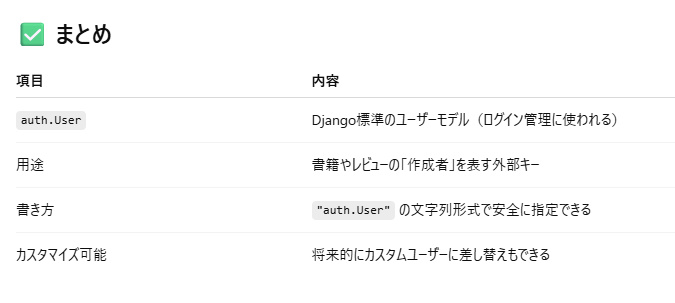 ✅ まとめ
項目 内容
auth.User Django標準のユーザーモデル（ログイン管理に使われる）
用途 書籍やレビューの「作成者」を表す外部キー
書き方 "auth.User" の文字列形式で安全に指定できる
カスタマイズ可能 将来的にカスタムユーザーに差し替えもできる